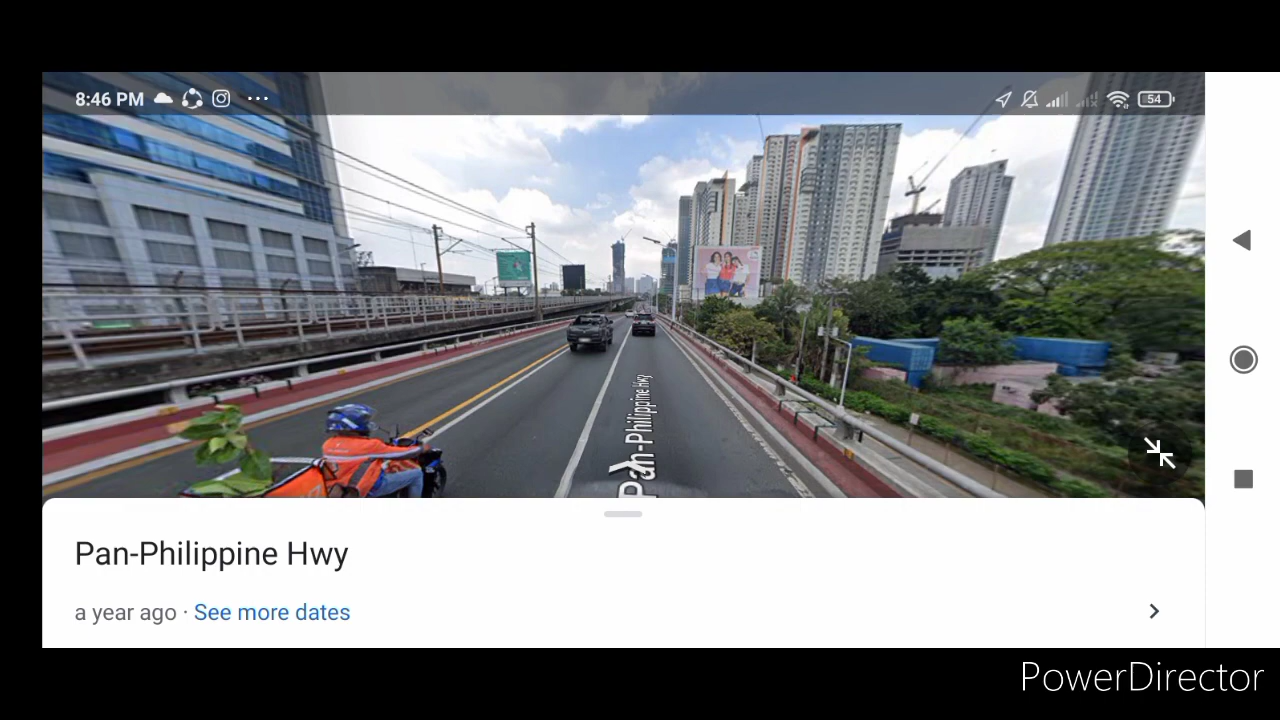 8:46 PM
54
Pan-Philippine Hwy
Pan-Philippine Hwy
a year ago · See more dates
PowerDirector